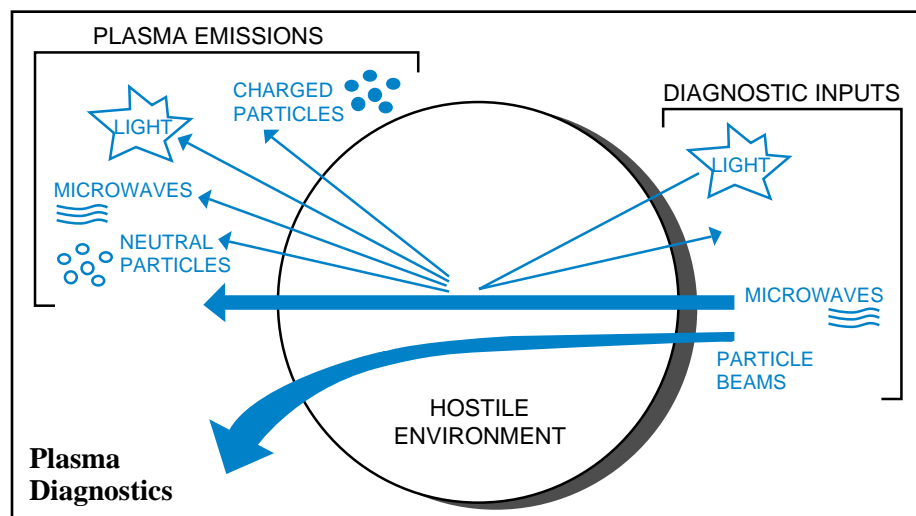 PLASMA EMISSIONS
CHARGED
PARTICLES
LIGHT
MICROWAVES
NEUTRAL
PARTICLES
DIAGNOSTIC INPUTS
LIGHT
MICROWAVES
PARTICLE
BEAMS
HOSTILE
ENVIRONMENT
Plasma
Diagnostics